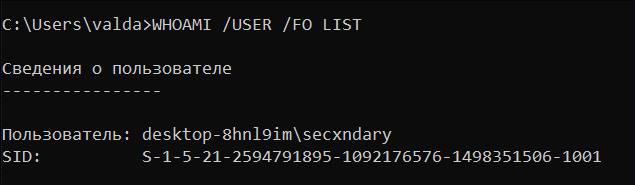 C:\Users\valda>WHOAMI /USER /FO LIST
Сведения о пользователе
----------------
Пользователь: desktop-8hnl9im\secxndary
SID:          S-1-5-21-2594791895-1092176576-1498351506-1001